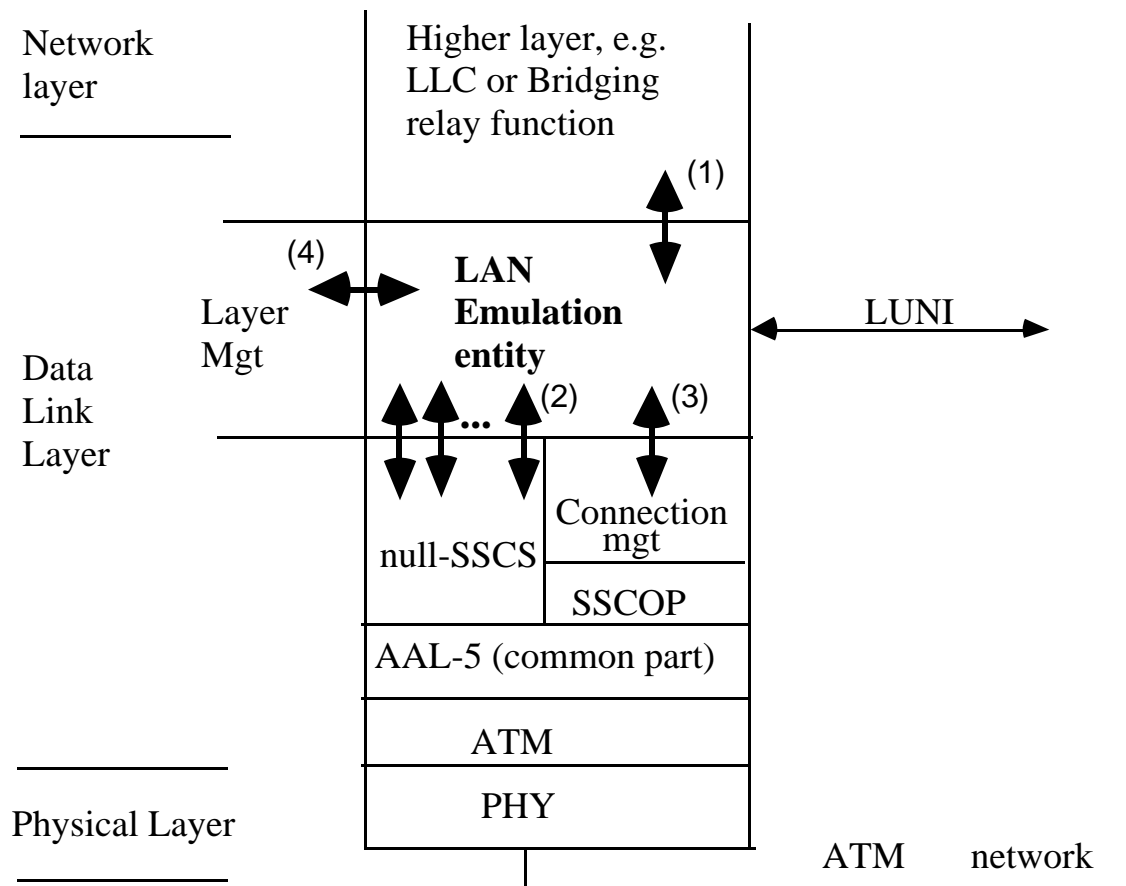 Network
layer
Higher layer, e.g.
LLC or Bridging
relay function
(1)
(4)
LAN
Emulation
entity
Layer
Mgt
LUNI
Data
Link
Layer
...
(2)
(3)
null-SSCS
Connection
mgt
SSCOP
AAL-5 (common part)
ATM
PHY
Physical Layer
ATM network